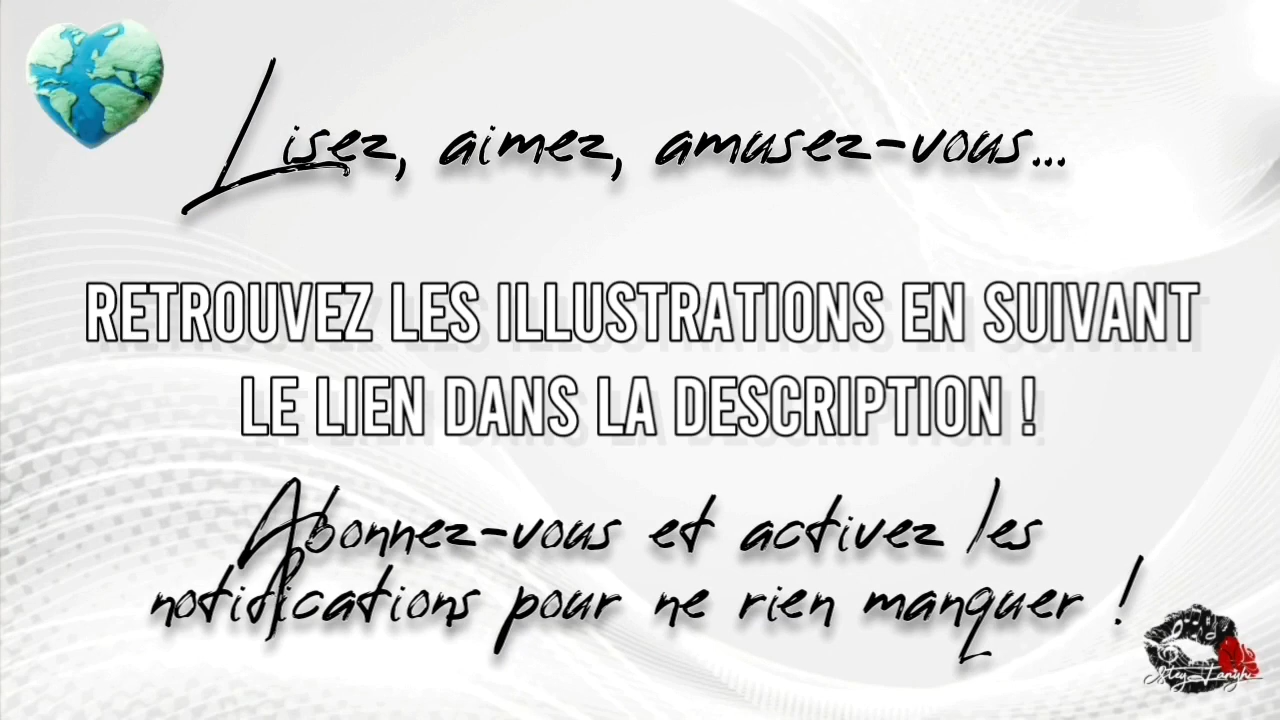 Lisez, aimez, amusez-vous...
RETROUVEZ LES ILLUSTRATIONS EN SUIVANT
LE LIEN DANS LA DESCRIPTION !
Abonnez-vous et activez les
notifications pour ne rien manquer !